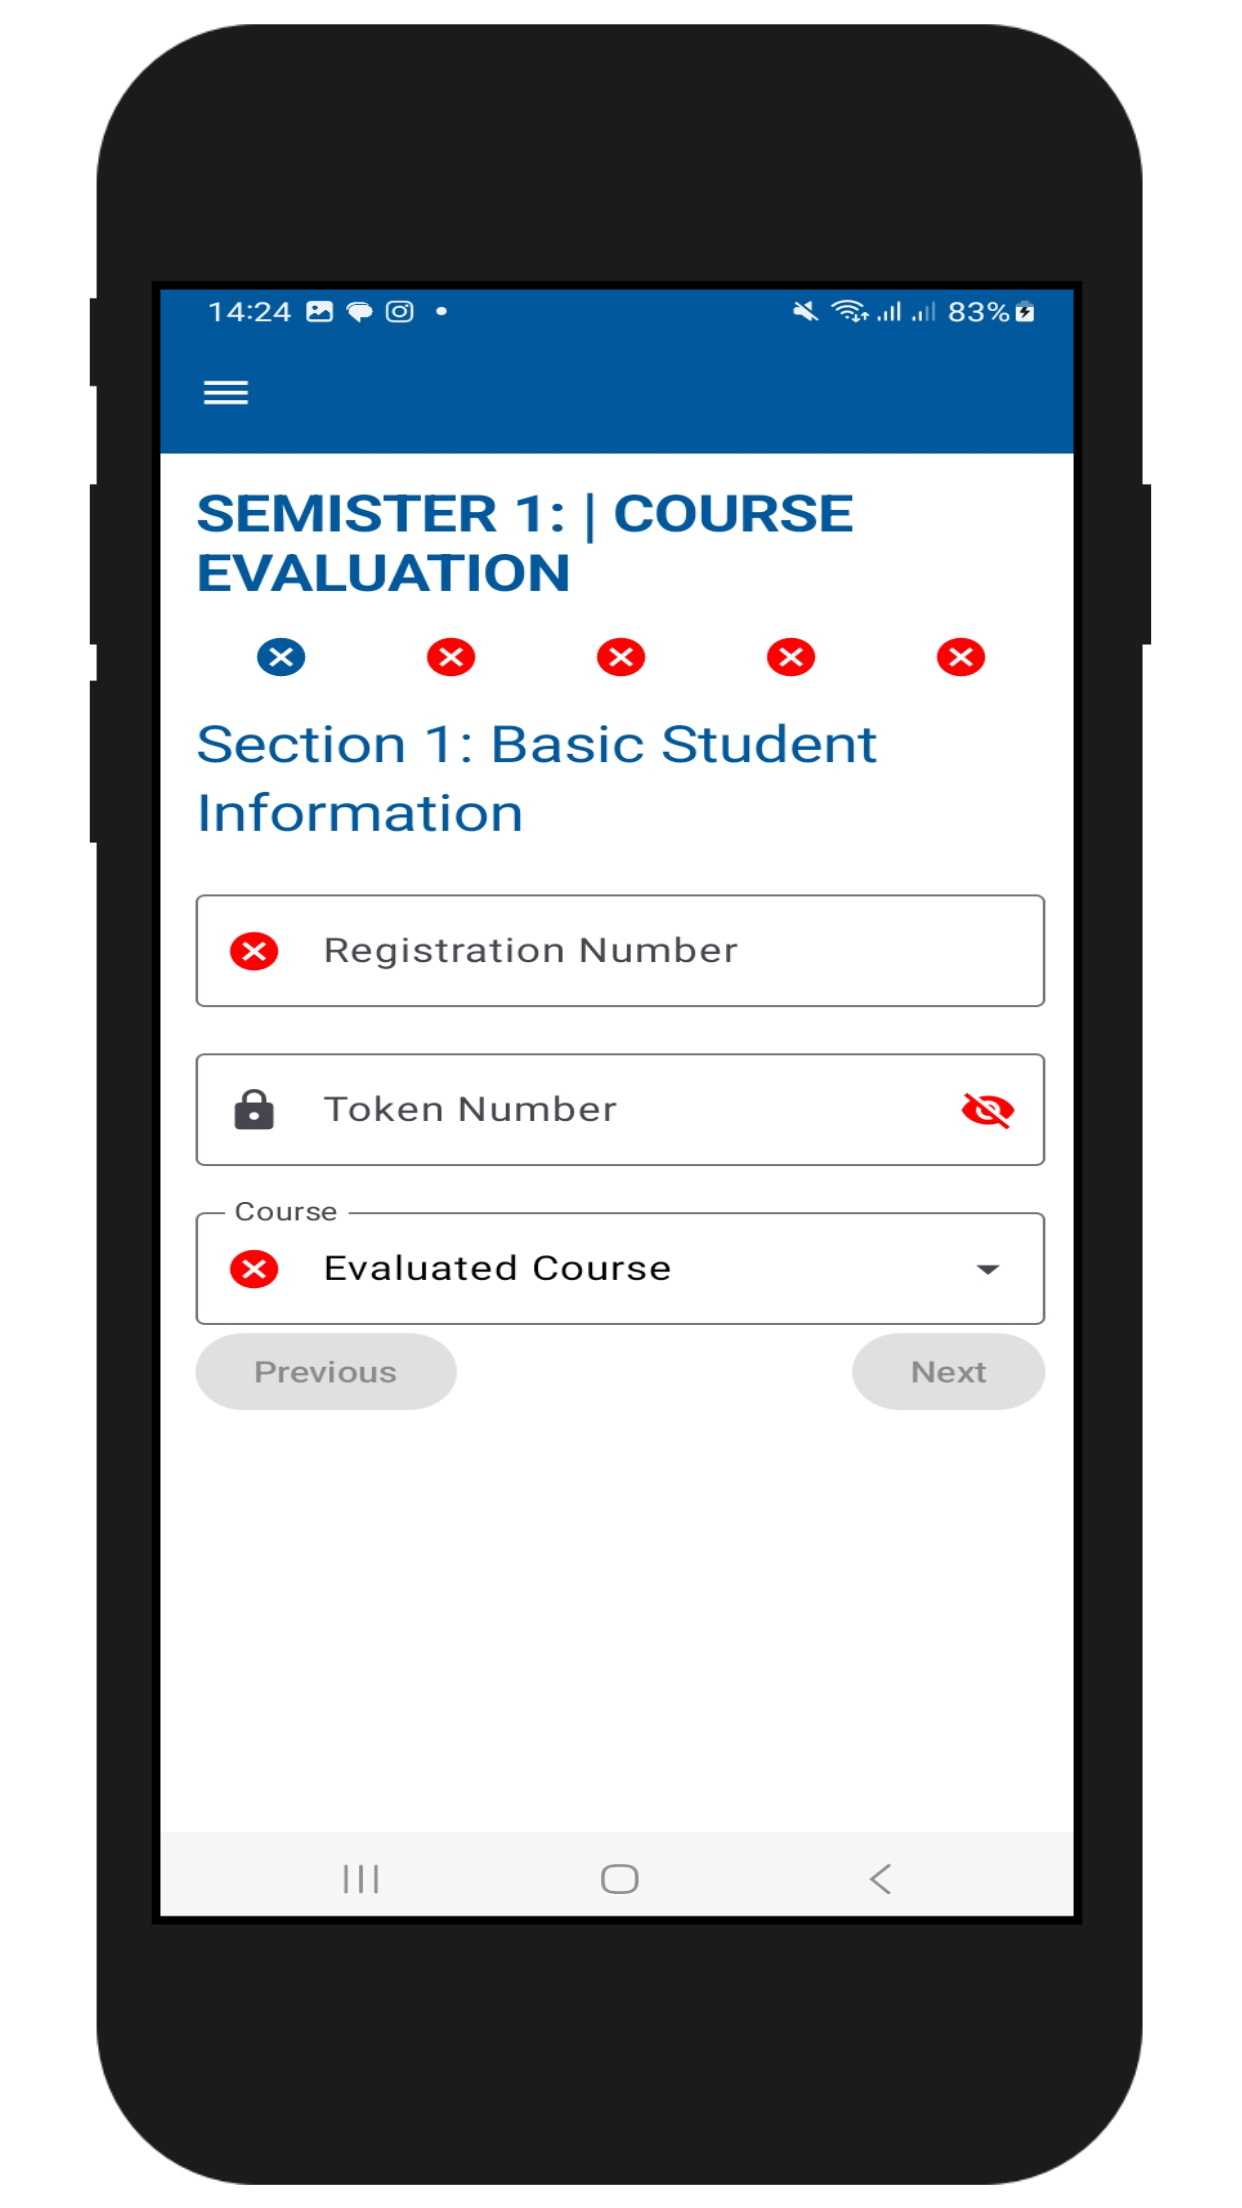 14:24 83%
SEMISTER 1: | COURSE
EVALUATION
Section 1: Basic Student
Information
Registration Number
Token Number
Course
Evaluated Course
Previous Next